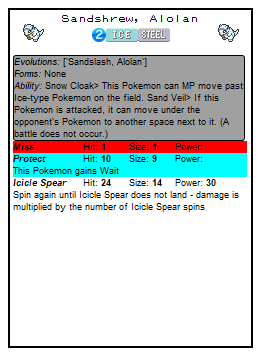 Sandshrew, Alolan
2 ICE STEEL
Evolutions: ['Sandslash, Alolan']
Forms: None
Ability: Snow Cloak> This Pokemon can MP move past
Ice-type Pokemon on the field. Sand Veil> If this
Pokemon is attacked, it can move under the
opponent's Pokemon to another space next to it. (A
battle does not occur.)
Miss Hit: 1 Size: 1 Power:
Protect Hit: 10 Size: 9 Power:
This Pokemon gains Wait
Icicle Spear Hit: 24 Size: 14 Power: 30
Spin again until Icicle Spear does not land - damage is
multiplied by the number of Icicle Spear spins